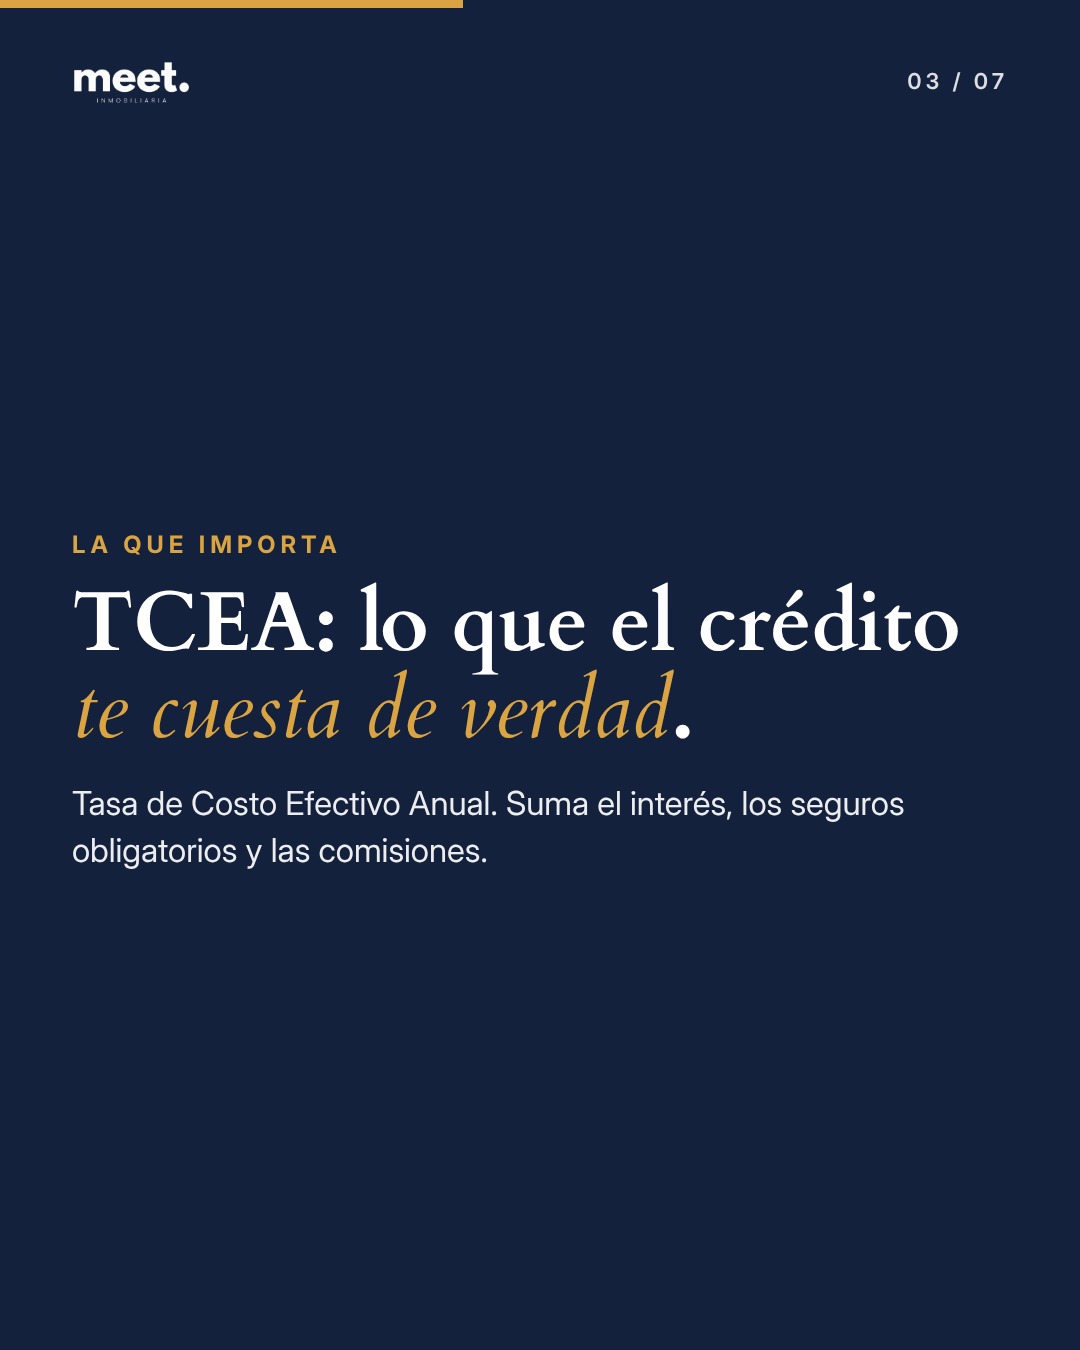 meet.
INMOBILIARIA
03 / 07
LA QUE IMPORTA
TCEA: lo que el crédito
te cuesta de verdad.
Tasa de Costo Efectivo Anual. Suma el interés, los seguros
obligatorios y las comisiones.